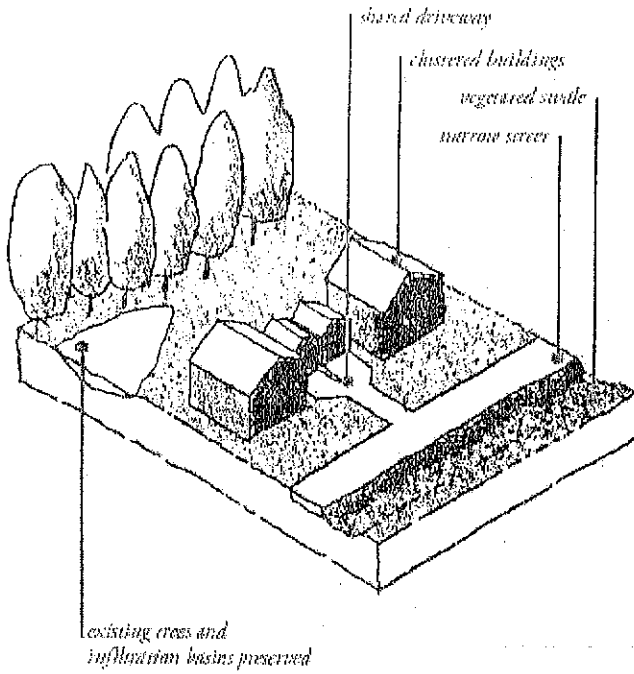 shared driveway
clustered buildings
vegetated swale
narrow street
existing trees and
infiltration basins preserved